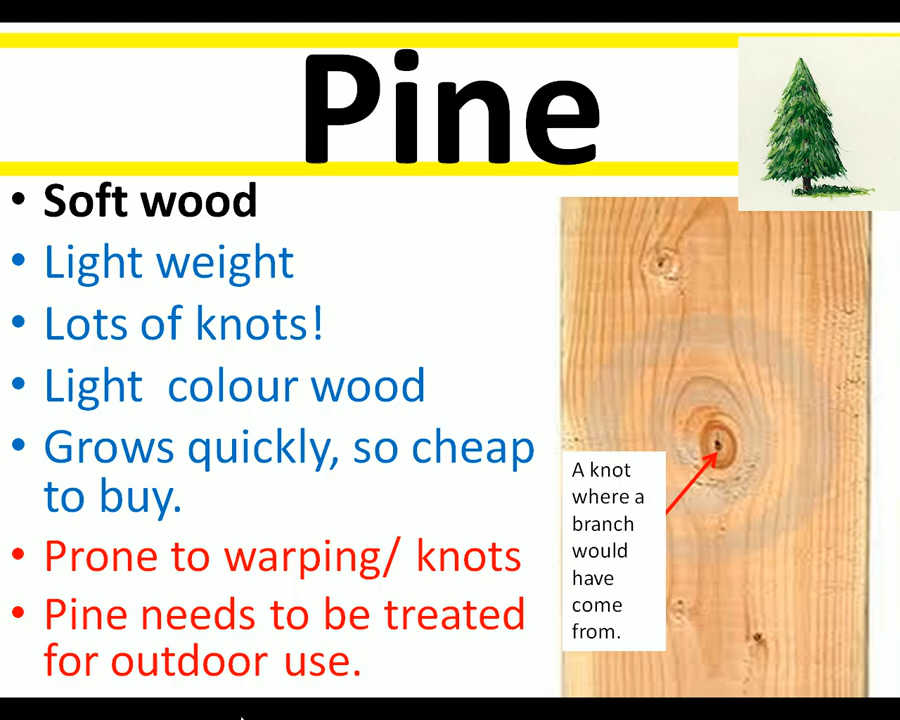 Pine
• Soft wood
• Light weight
• Lots of knots!
• Light  colour wood
• Grows quickly, so cheap
to buy.
• Prone to warping/ knots
• Pine needs to be treated
for outdoor use.
A knot
where a
branch
would
have
come
from.